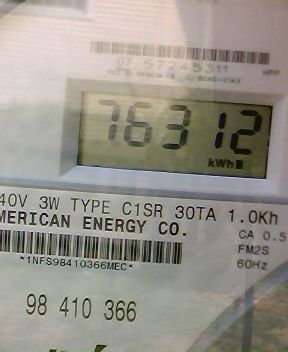 07 57245311
76312
kWh
40V 3W TYPE C1SR 30TA 1.0Kh
MERICAN ENERGY CO.
CA 0.5
FM2S
*1NFS98410366MEC*
60Hz
98 410 366